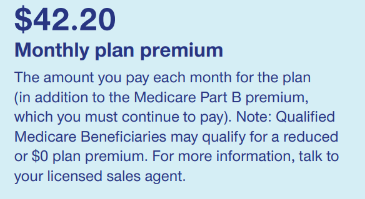 $42.20
Monthly plan premium
The amount you pay each month for the plan
(in addition to the Medicare Part B premium,
which you must continue to pay). Note: Qualified
Medicare Beneficiaries may qualify for a reduced
or $0 plan premium. For more information, talk to
your licensed sales agent.